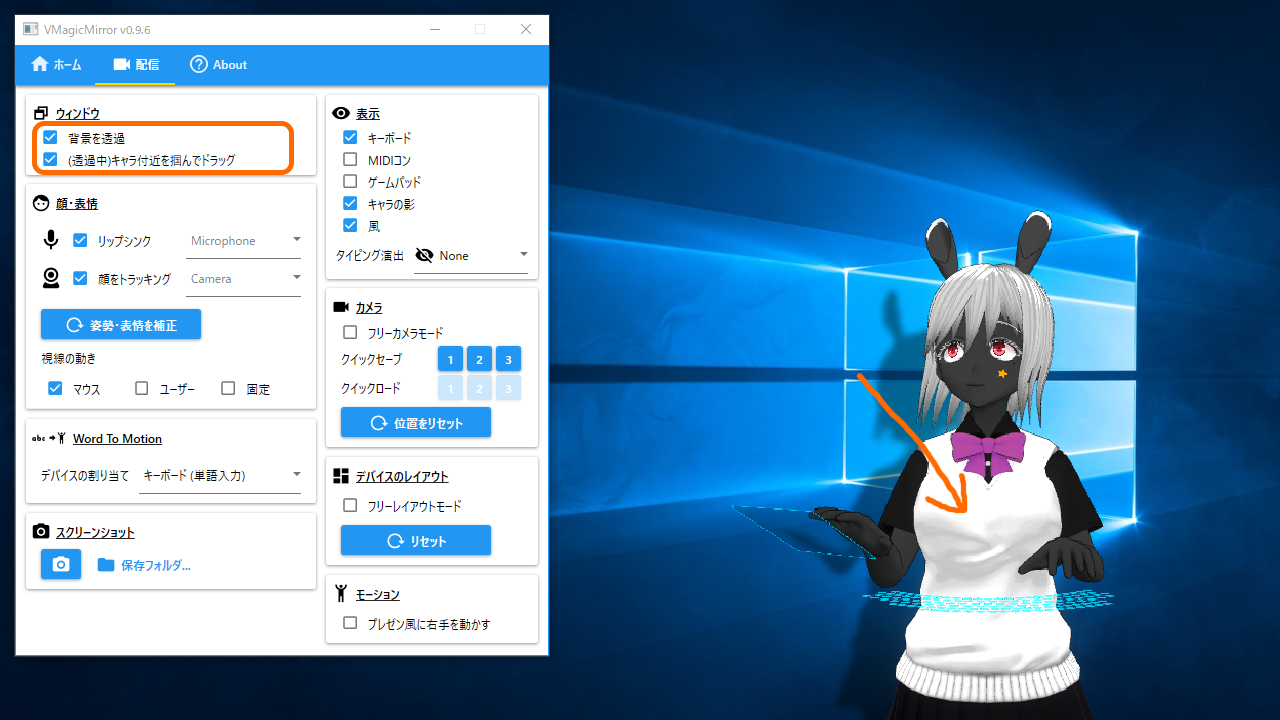 VMagicMirror v0.9.6
ホーム
配信
About
ウィンドウ
背景を透過
(透過中)キャラ付近を掴んでドラッグ
顔・表情
リップシンク
Microphone
顔をトラッキング
Camera
姿勢・表情を補正
視線の動き
マウス
ユーザー
固定
abc
Word To Motion
デバイスの割り当て
キーボード (単語入力)
スクリーンショット
保存フォルダ...
表示
キーボード
MIDIコン
ゲームパッド
キャラの影
風
タイピング演出
None
カメラ
フリーカメラモード
クイックセーブ
1 2 3
クイックロード
1 2 3
位置をリセット
デバイスのレイアウト
フリーレイアウトモード
リセット
モーション
プレゼン風に右手を動かす